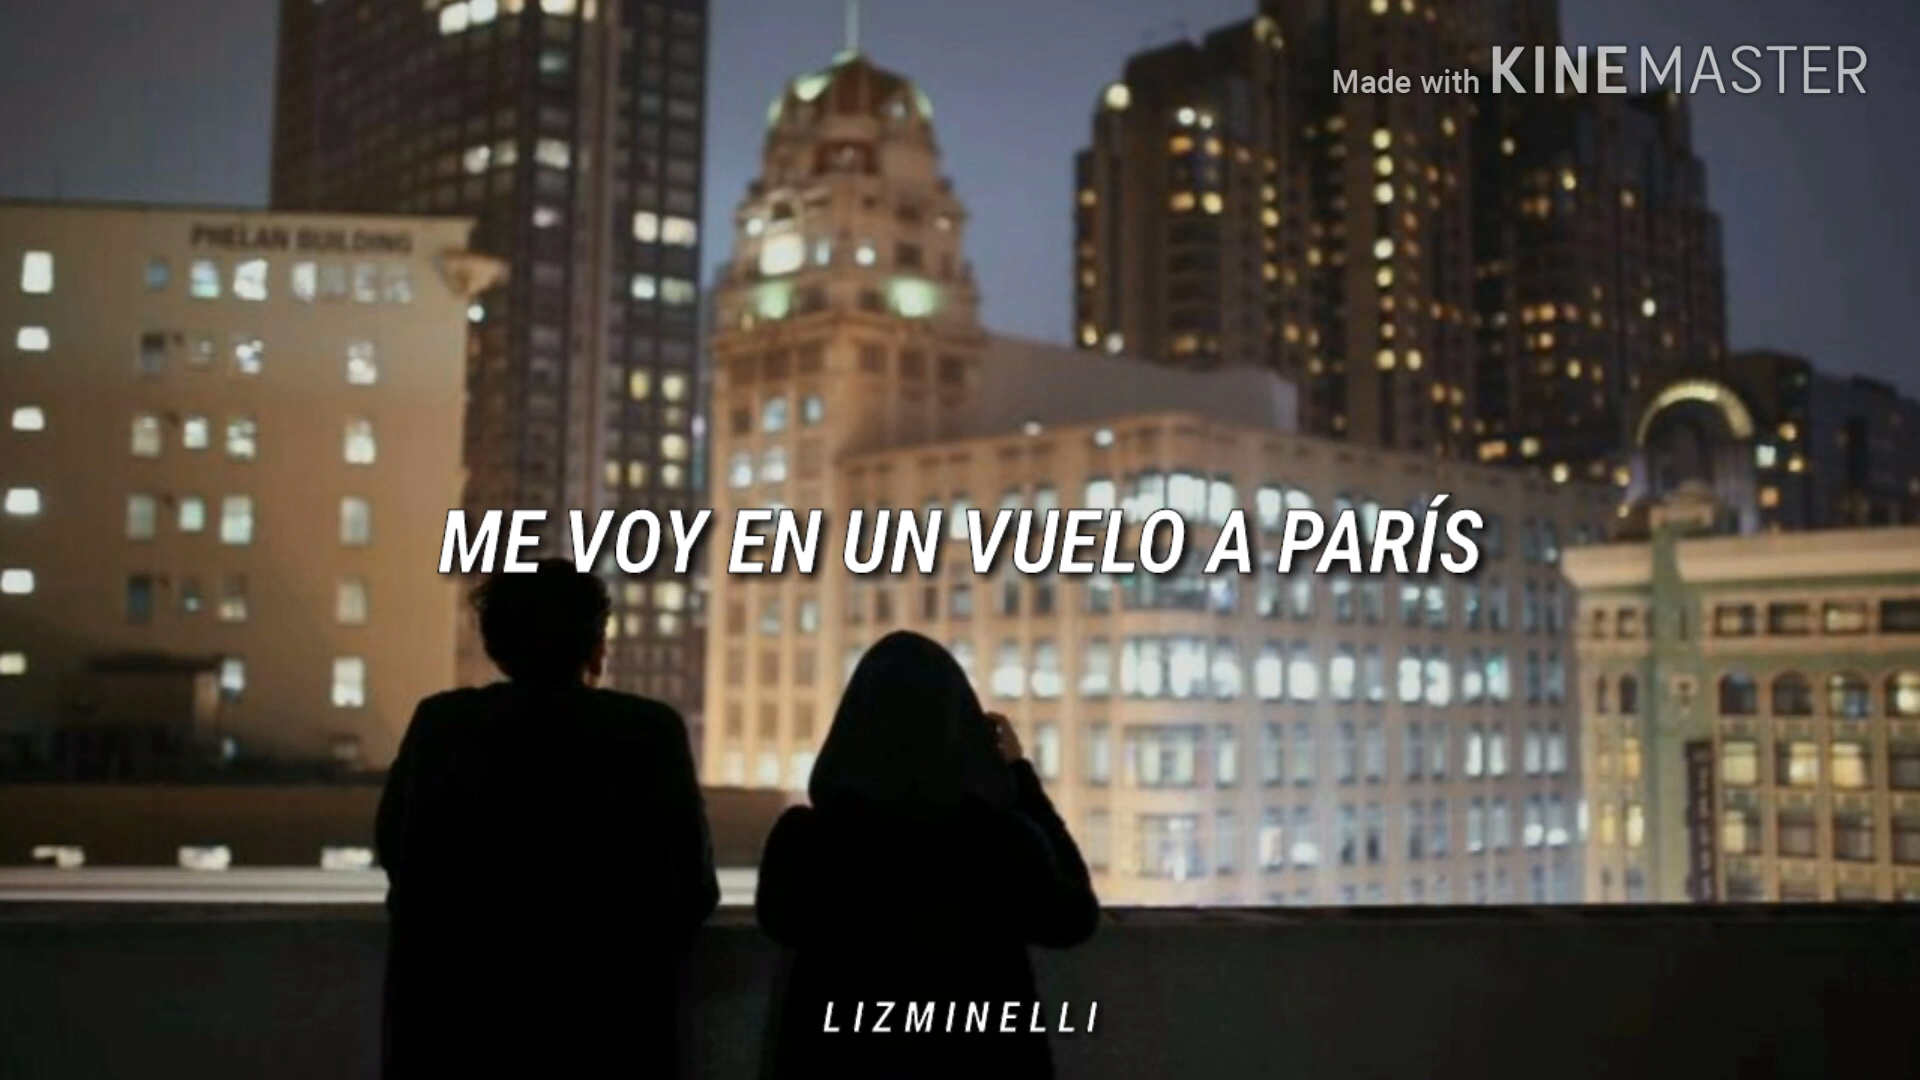 Made with KINEMASTER
PHELAN BUILDING
ME VOY EN UN VUELO A PARÍS
LIZMINELLI